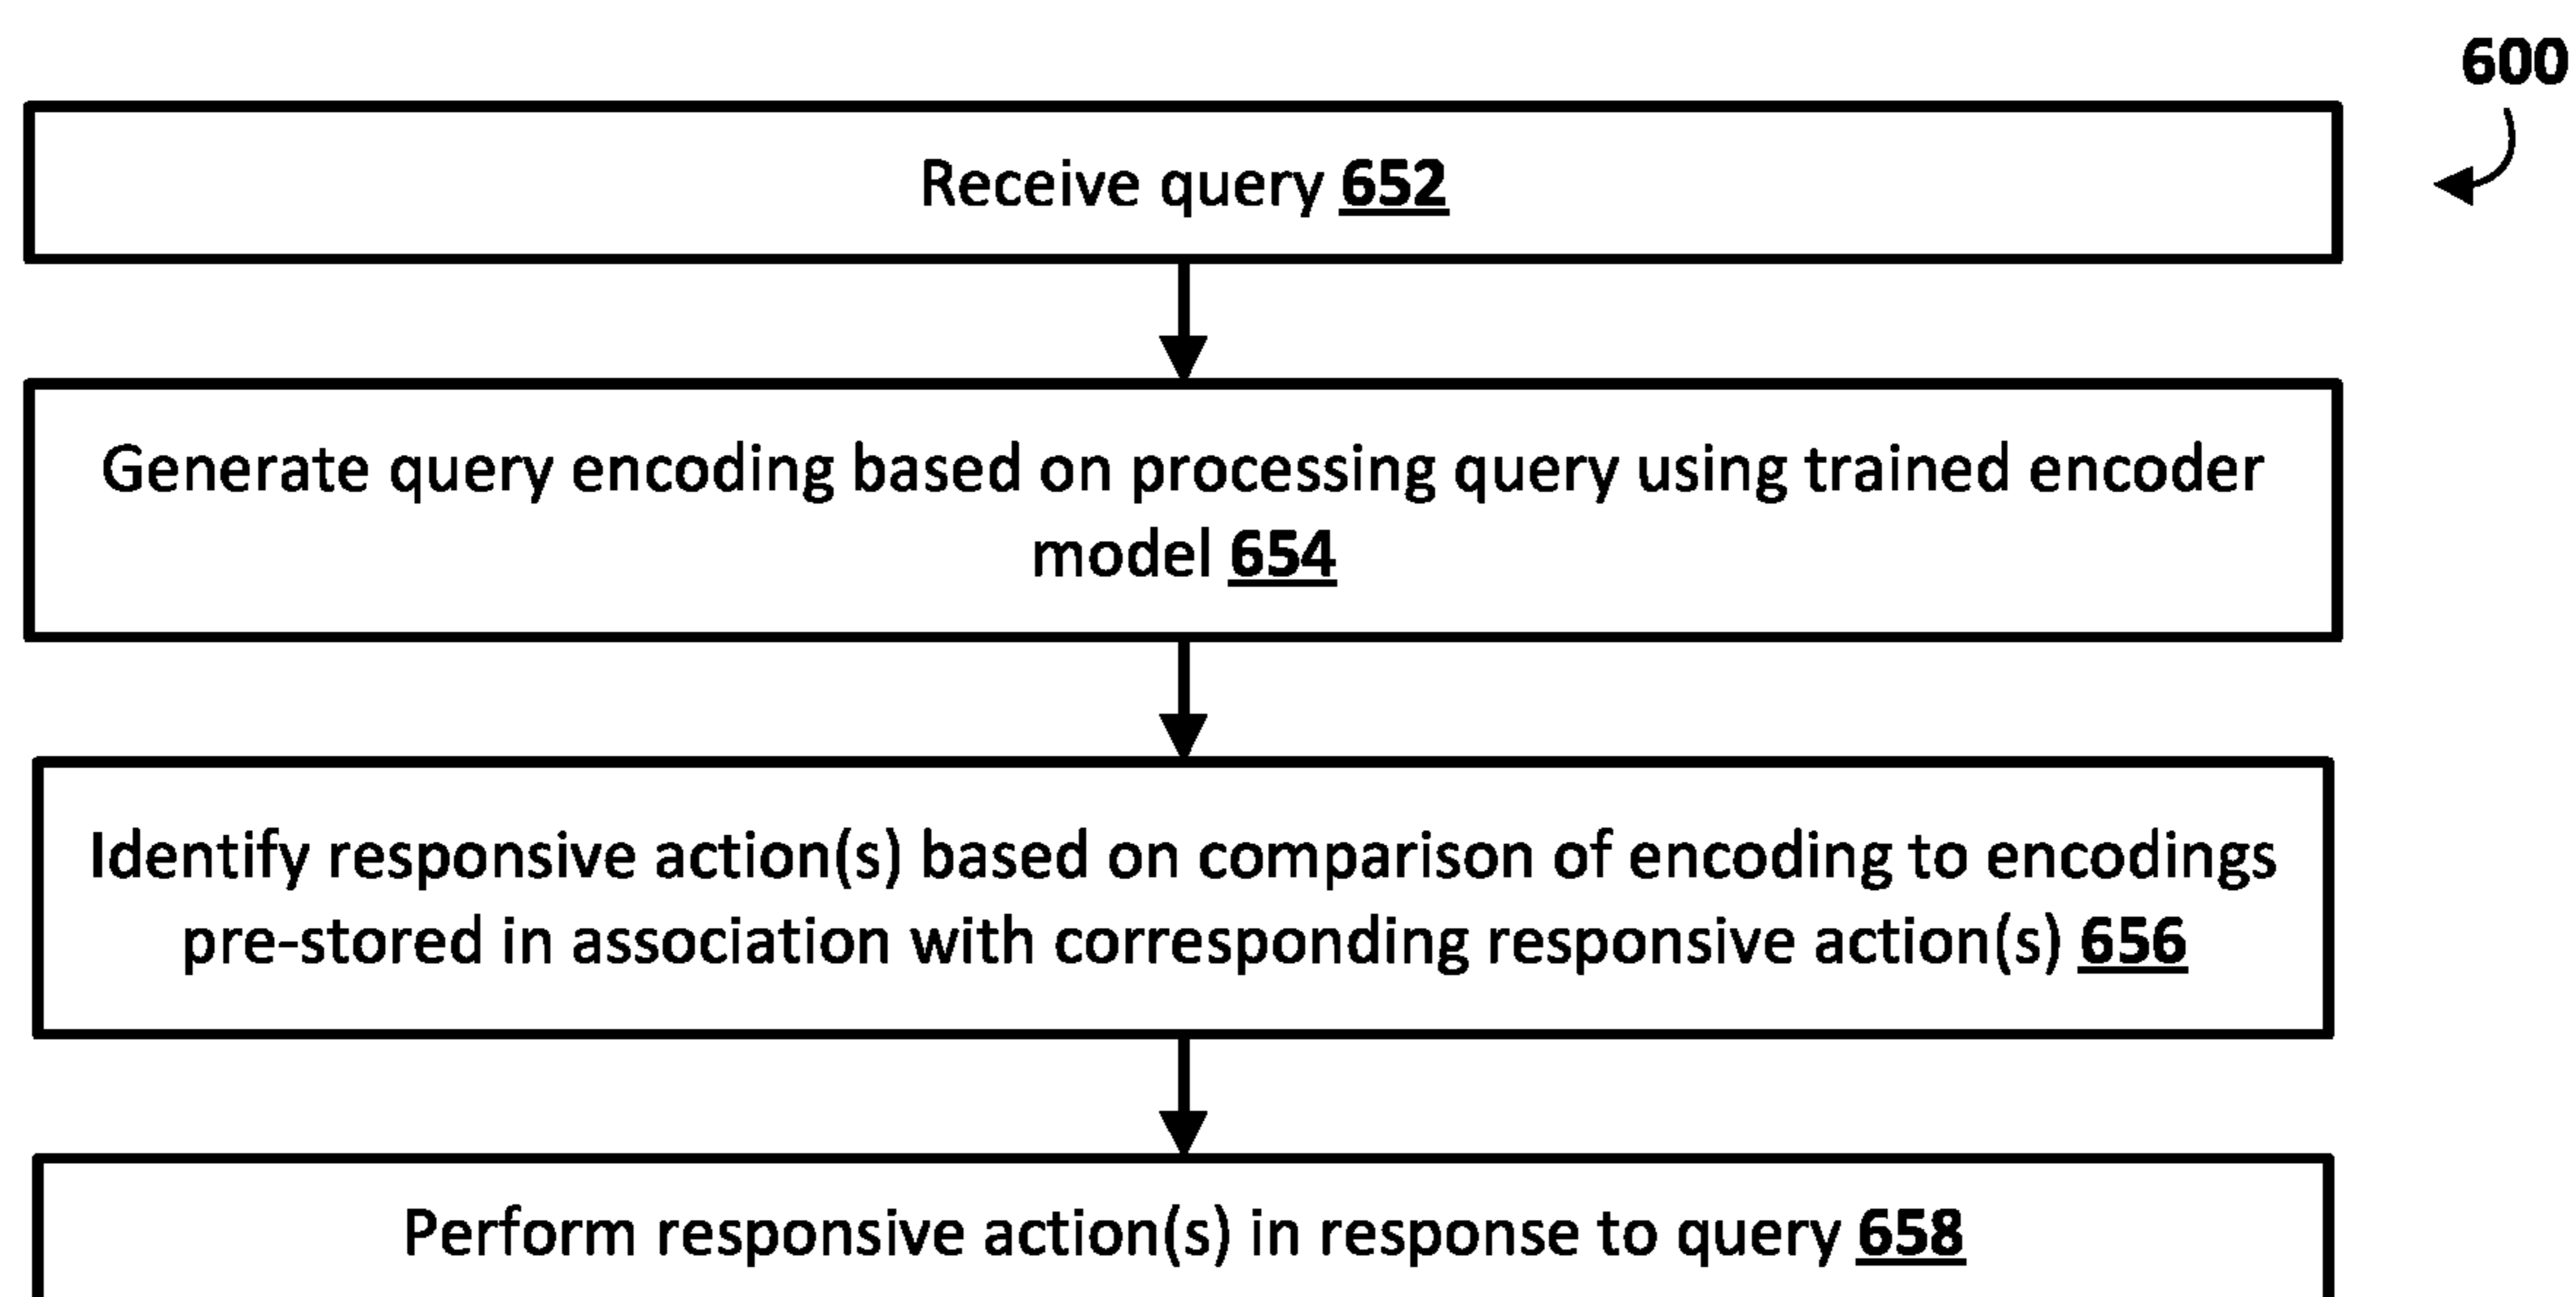 600
Receive query 652
Generate query encoding based on processing query using trained encoder
model 654
Identify responsive action(s) based on comparison of encoding to encodings
pre-stored in association with corresponding responsive action(s) 656
Perform responsive action(s) in response to query 658